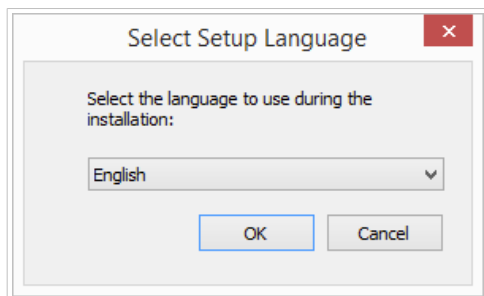 Select Setup Language
Select the language to use during the
installation:
English
OK
Cancel